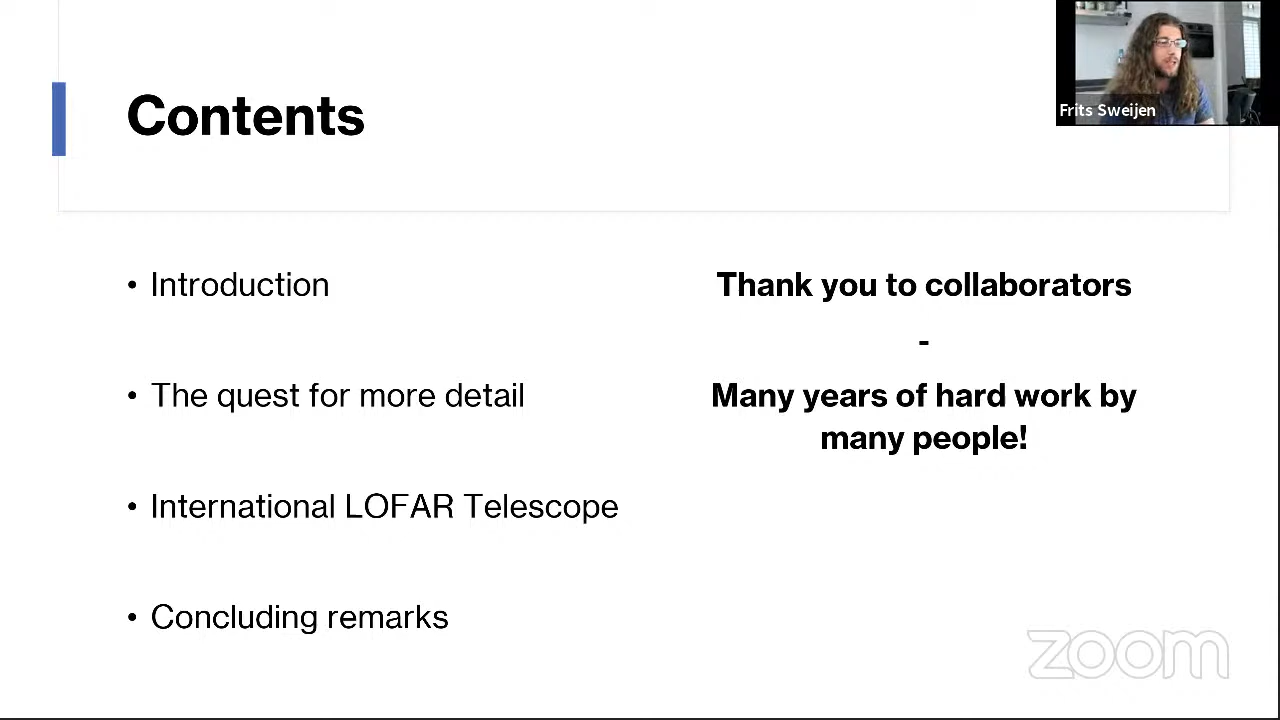 Contents
Frits Sweijen
• Introduction
• The quest for more detail
• International LOFAR Telescope
• Concluding remarks
Thank you to collaborators
-
Many years of hard work by
many people!
zoom